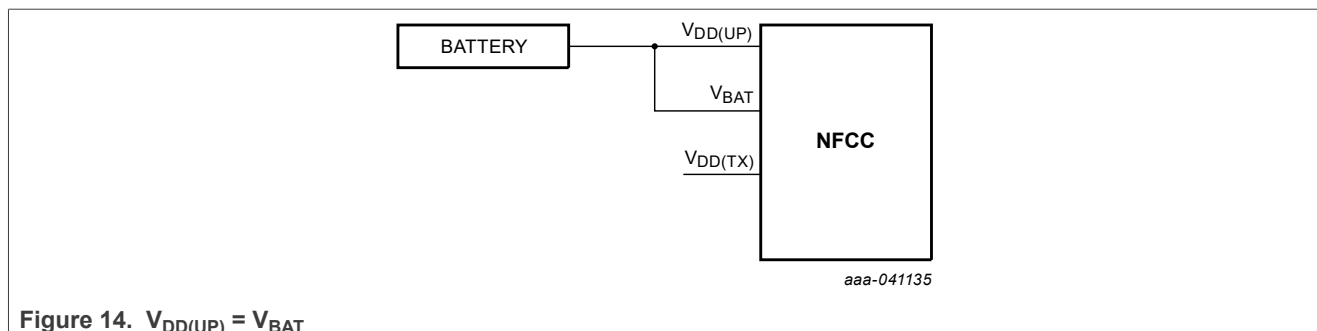 BATTERY
VDD(UP)
VBAT
VDD(TX)
NFCC
aaa-041135
Figure 14. VDD(UP) = VBAT